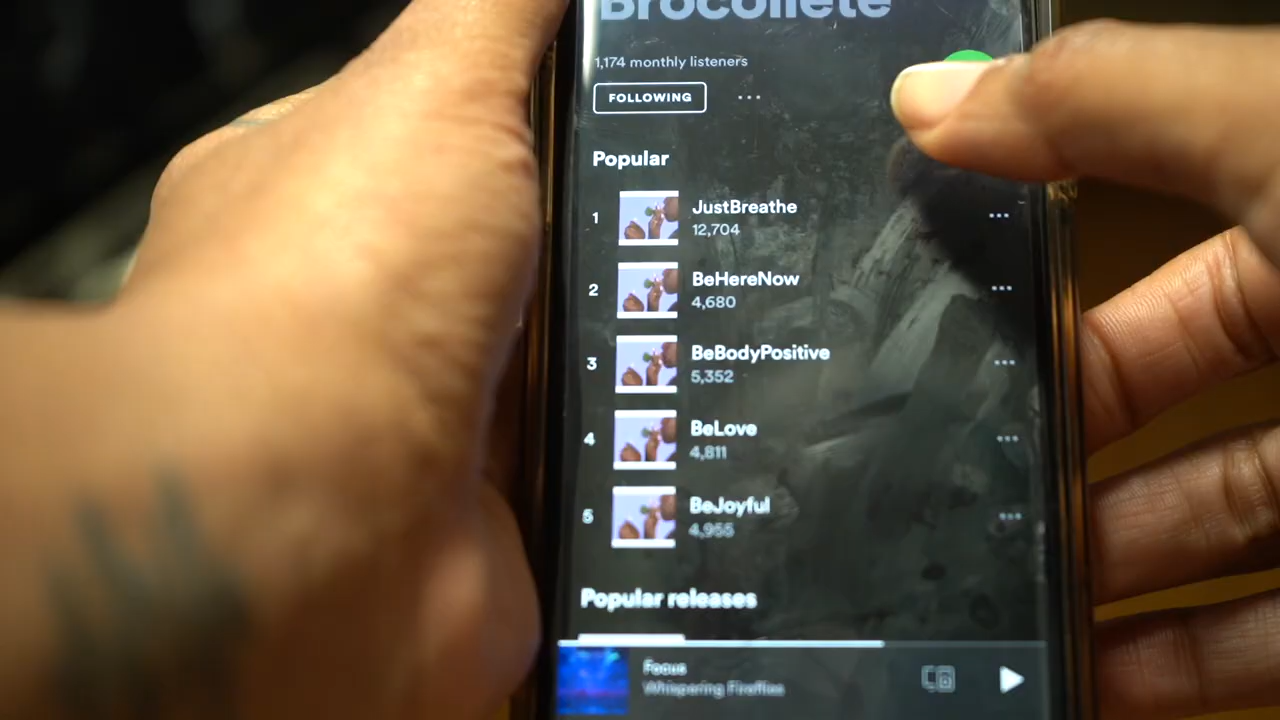 Brocollete
1,174 monthly listeners
FOLLOWING
Popular
1
JustBreathe
12,704
2
BeHereNow
4,680
3
BeBodyPositive
5,352
4
BeLove
4,811
5
BeJoyful
4,955
Popular releases
Focus
Whispering Fireflies